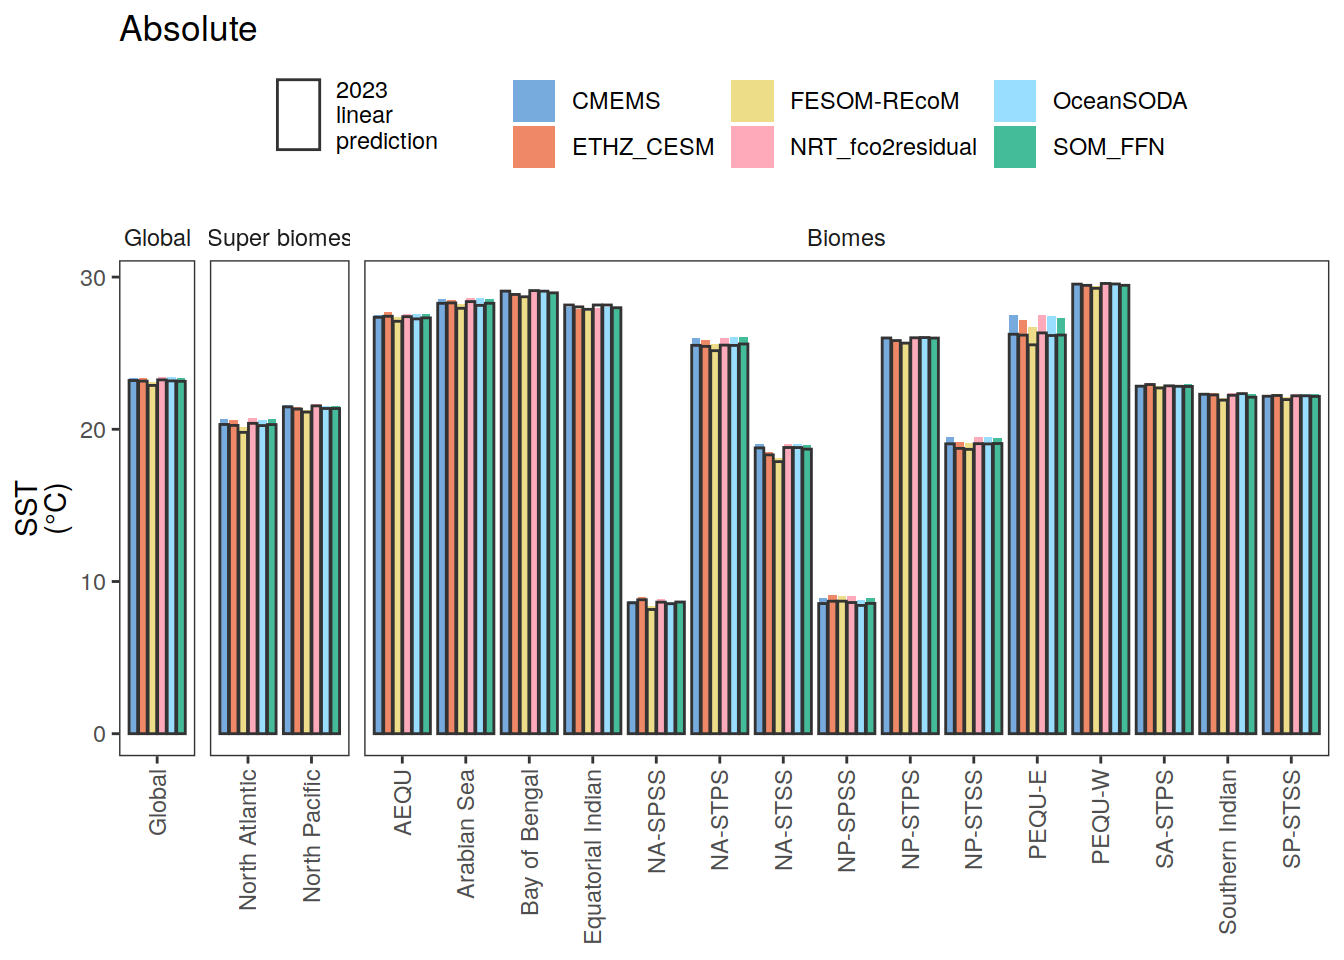 Absolute
2023
linear
prediction
CMEMS
ETHZ_CESM
FESOM-REcoM
NRT_fco2residual
OceanSODA
SOM_FFN
Global
Super biomes
Biomes
SST
(°C)
30
20
10
0
Global
North Atlantic
North Pacific
AEQU
Arabian Sea
Bay of Bengal
Equatorial Indian
NA-SPSS
NA-STPS
NA-STSS
NP-SPSS
NP-STPS
NP-STSS
PEQU-E
PEQU-W
SA-STPS
Southern Indian
SP-STSS